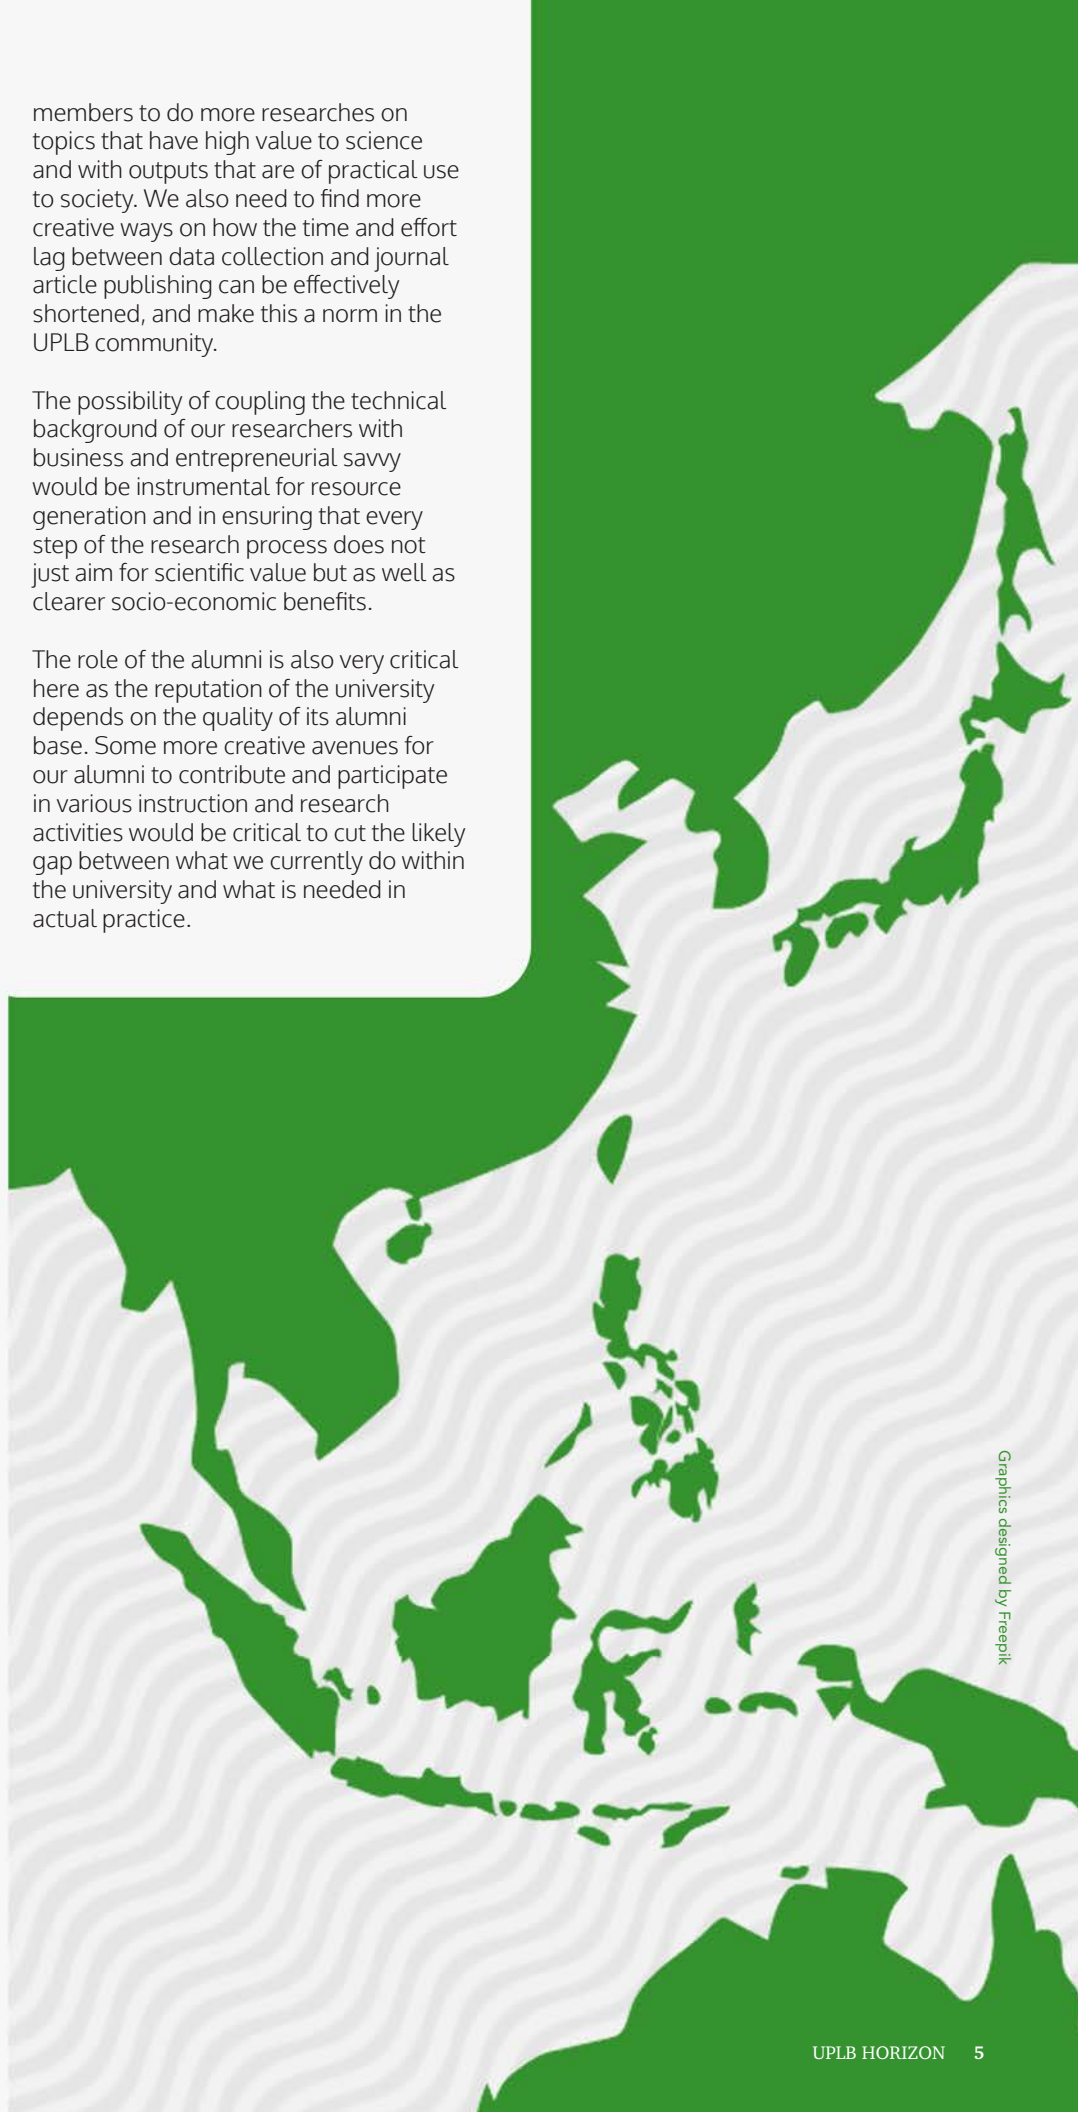 members to do more researches on
topics that have high value to science
and with outputs that are of practical use
to society. We also need to find more
creative ways on how the time and effort
lag between data collection and journal
article publishing can be effectively
shortened, and make this a norm in the
UPLB community.
The possibility of coupling the technical
background of our researchers with
business and entrepreneurial savvy
would be instrumental for resource
generation and in ensuring that every
step of the research process does not
just aim for scientific value but as well as
clearer socio-economic benefits.
The role of the alumni is also very critical
here as the reputation of the university
depends on the quality of its alumni
base. Some more creative avenues for
our alumni to contribute and participate
in various instruction and research
activities would be critical to cut the likely
gap between what we currently do within
the university and what is needed in
actual practice.
Graphics designed by Freepik
UPLB HORIZON 5